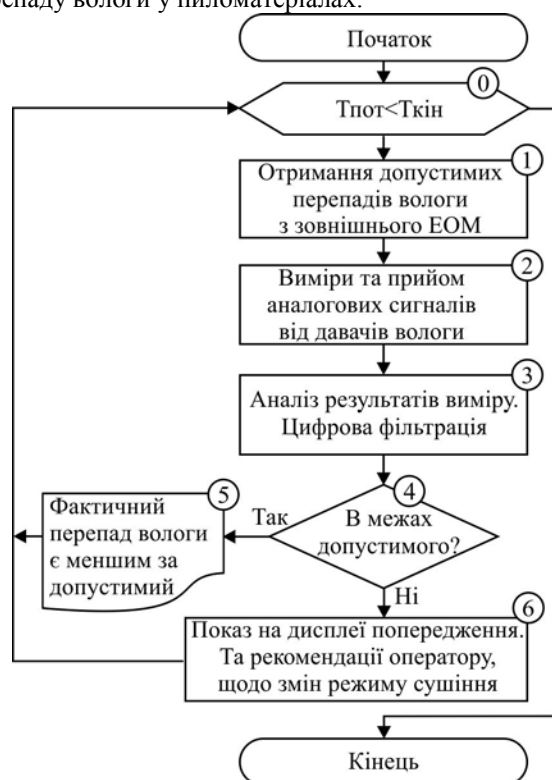 вологи у пиломатеріалах.
Початок
0
Тпот<Ткін
1
Отримання допустимих
перепадів вологи
з зовнішнього ЕОМ
2
Виміри та прийом
аналогових сигналів
від давачів вологи
3
Аналіз результатів виміру.
Цифрова фільтрація
4
В межах
допустимого?
Так
5
Фактичний
перепад вологи
є меншим за
допустимий
Ні
6
Показ на дисплеї попередження.
Та рекомендації оператору,
щодо змін режиму сушіння
Кінець